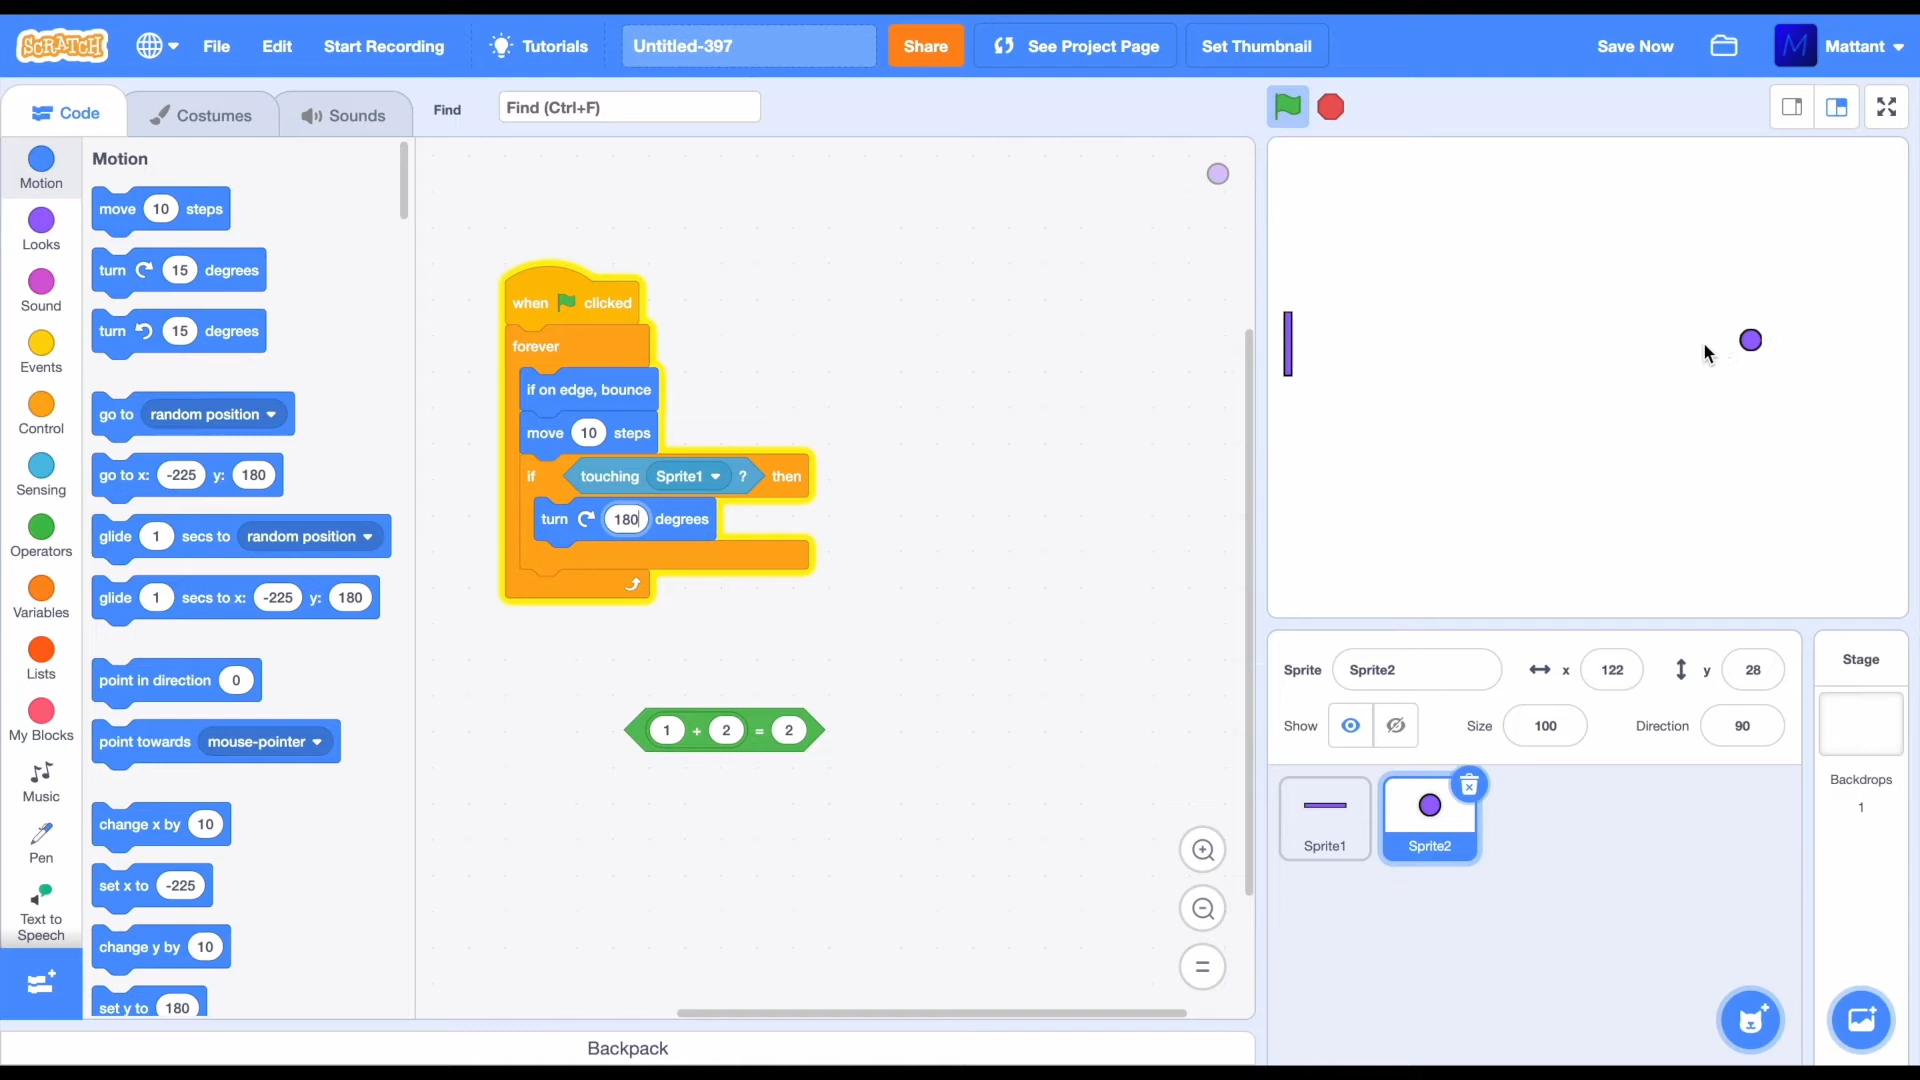 SCRATCH File Edit Start Recording Tutorials Untitled-397 Share See Project Page Set Thumbnail Save Now M Mattant
Code Costumes Sounds Find Find (Ctrl+F)
Motion
Looks
Sound
Events
Control
Sensing
Operators
Variables
Lists
My Blocks
Music
Pen
Text to
Speech
Motion
move 10 steps
turn 15 degrees
turn 15 degrees
go to random position
go to x: -225 y: 180
glide 1 secs to random position
glide 1 secs to x: -225 y: 180
point in direction 0
point towards mouse-pointer
change x by 10
set x to -225
change y by 10
set y to 180
when clicked
forever
if on edge, bounce
move 10 steps
if touching Sprite1 ? then
turn 180 degrees
1 + 2 = 2
Backpack
Sprite Sprite2 x 122 y 28
Show Size 100 Direction 90
Sprite1 Sprite2
Stage
Backdrops
1